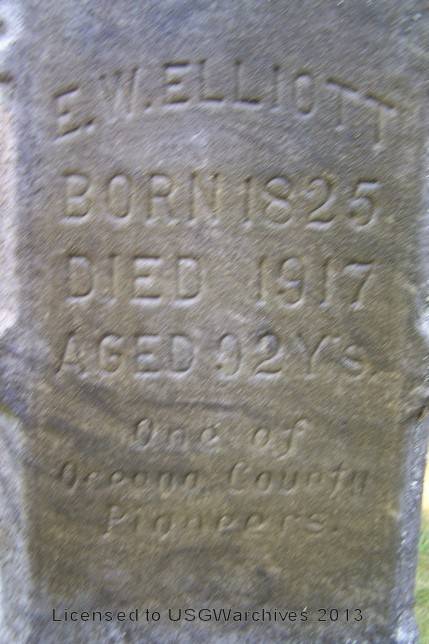 E. W. ELLIOTT
BORN 1825.
DIED 1917
AGED 92 Y's.
One of
Oceana County
Pioneers.
Licensed to USGWarchives 2013